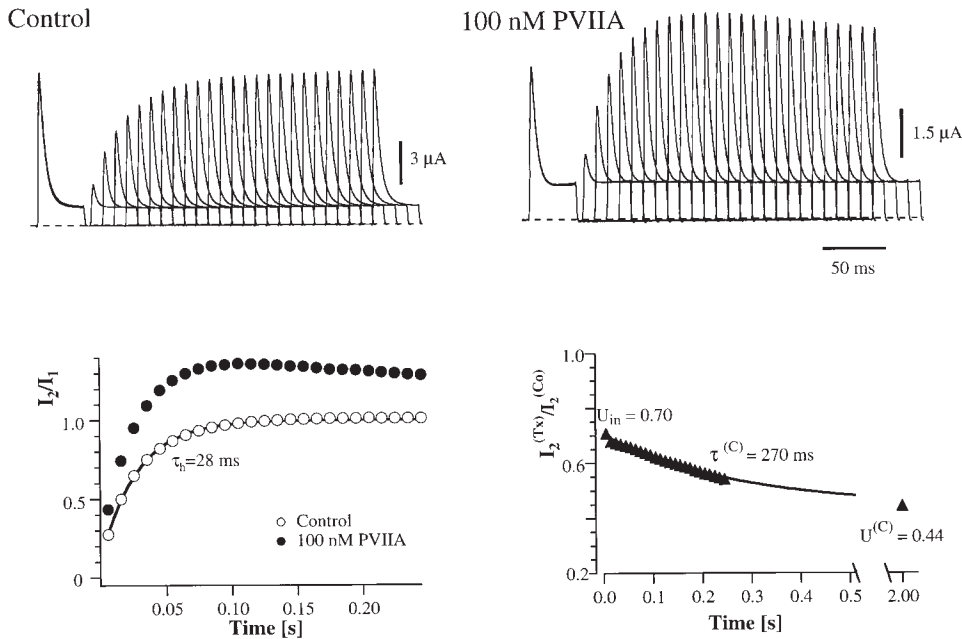 Control
100 nM PVIIA
3 µA
1.5 µA
50 ms
I₂/I₁
1.0
0
τₕ=28 ms
○ Control
● 100 nM PVIIA
0.05 0.10 0.15 0.20
Time [s]
I₂⁽ᵀˣ⁾/I₂⁽ᶜᵒ⁾
1.0
0.6
0.2
Uᵢₙ = 0.70
τ ⁽ᶜ⁾ = 270 ms
U⁽ᶜ⁾ = 0.44
0.0 0.1 0.2 0.3 0.4 0.5 2.00
Time [s]